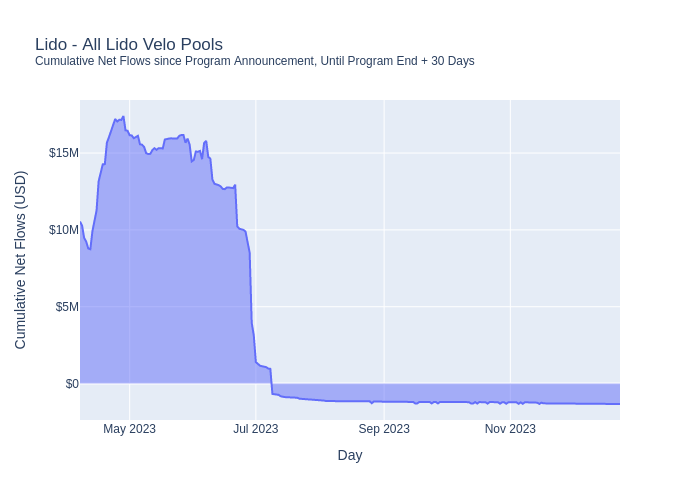 Lido - All Lido Velo Pools
Cumulative Net Flows since Program Announcement, Until Program End + 30 Days
Cumulative Net Flows (USD)
$15M
$10M
$5M
$0
May 2023
Jul 2023
Sep 2023
Nov 2023
Day